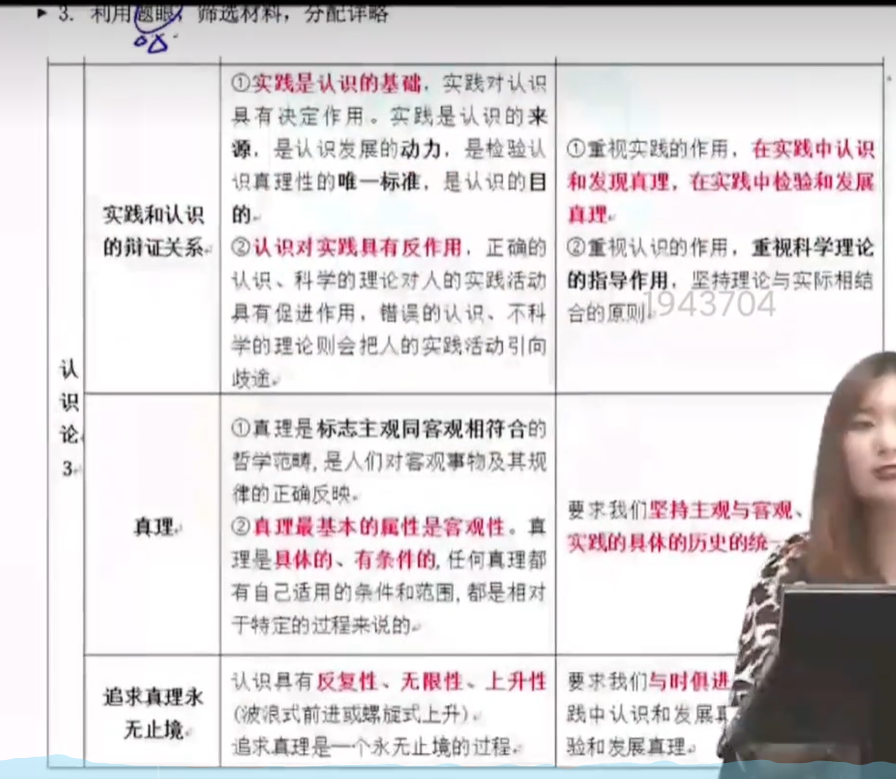 ▶ 3. 利用题眼，筛选材料，分配详略
认
识
论
3
实践和认识
的辩证关系
①实践是认识的基础，实践对认识
具有决定作用。实践是认识的来
源，是认识发展的动力，是检验认
识真理性的唯一标准，是认识的目
的。
②认识对实践具有反作用，正确的
认识、科学的理论对人的实践活动
具有促进作用，错误的认识、不科
学的理论则会把人的实践活动引向
歧途。
①重视实践的作用，在实践中认识
和发现真理，在实践中检验和发展
真理。
②重视认识的作用，重视科学理论
的指导作用，坚持理论与实际相结
合的原则。
1943704
真理
①真理是标志主观同客观相符合的
哲学范畴,是人们对客观事物及其规
律的正确反映。
②真理最基本的属性是客观性。真
理是具体的、有条件的,任何真理都
有自己适用的条件和范围,都是相对
于特定的过程来说的。
要求我们坚持主观与客观、
实践的具体的历史的统一
追求真理永
无止境
认识具有反复性、无限性、上升性
(波浪式前进或螺旋式上升)。
追求真理是一个永无止境的过程。
要求我们与时俱进
践中认识和发展
验和发展真理。